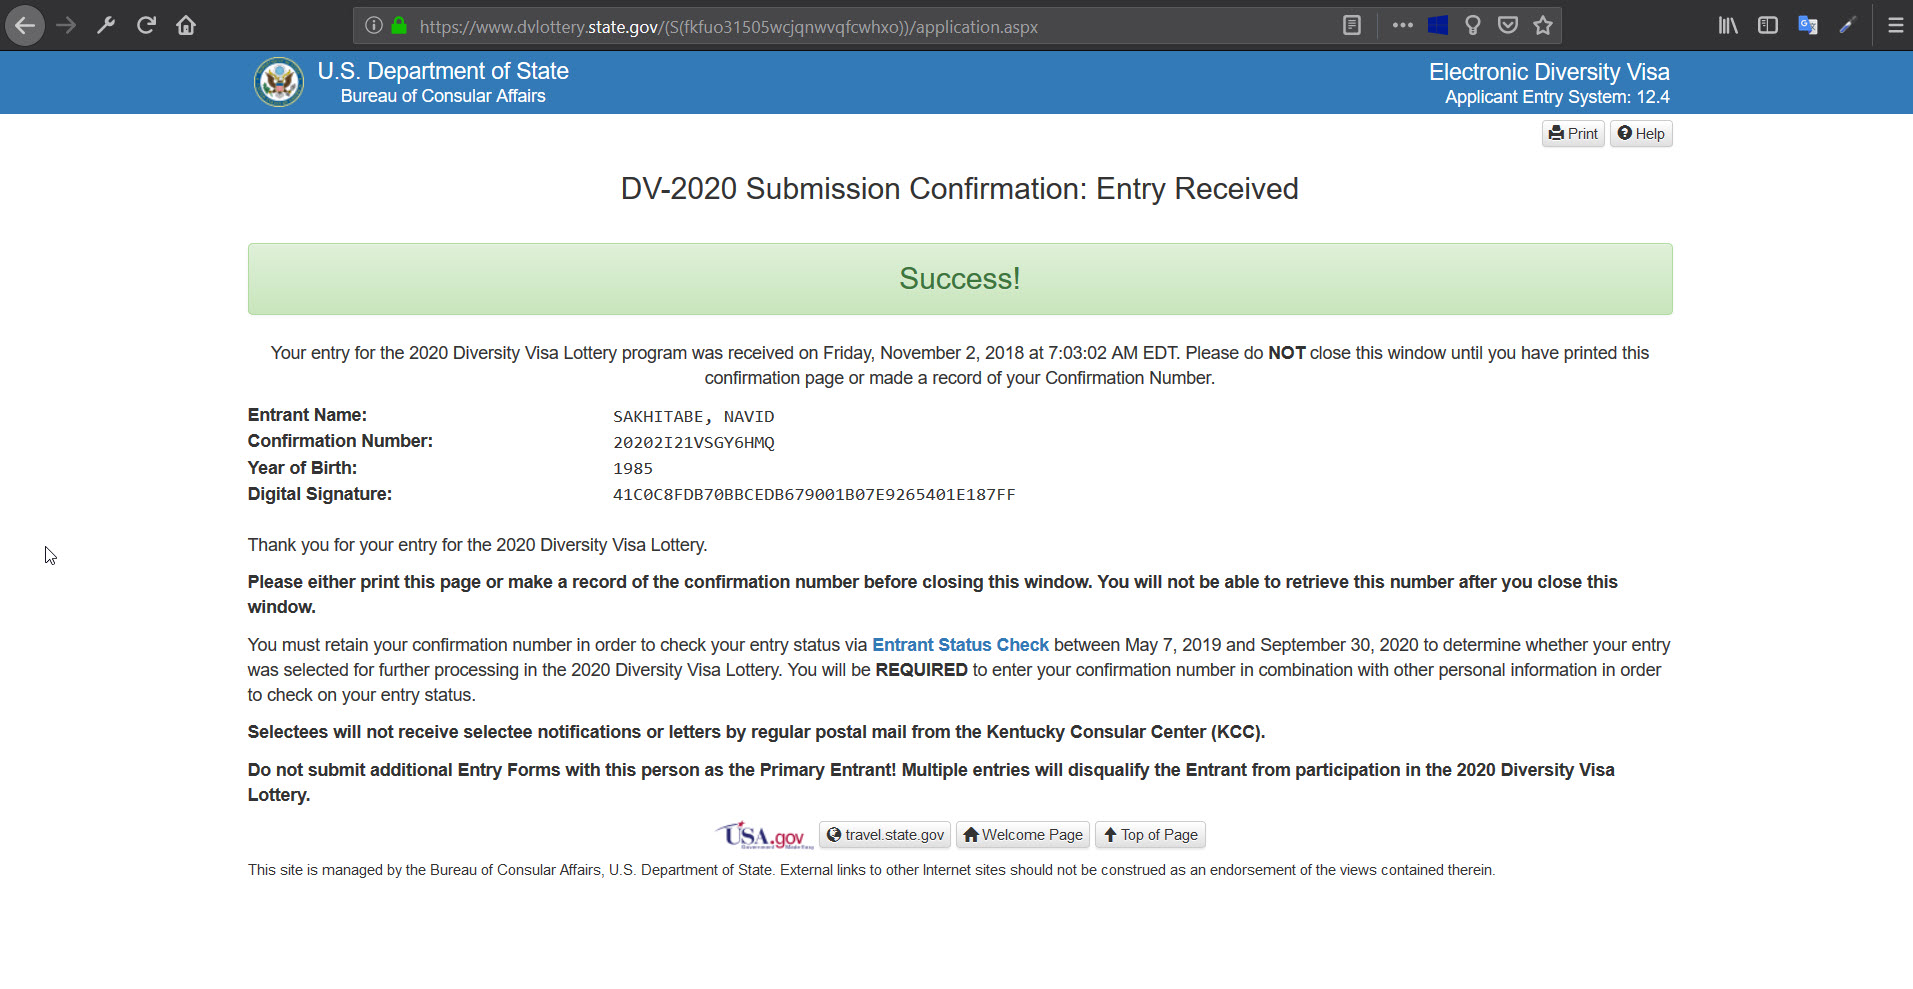 https://www.dvlottery.state.gov/(S(fkfuo31505wcjqnwvqfcwhxo))/application.aspx
U.S. Department of State
Bureau of Consular Affairs
Electronic Diversity Visa
Applicant Entry System: 12.4
Print
Help
DV-2020 Submission Confirmation: Entry Received
Success!
Your entry for the 2020 Diversity Visa Lottery program was received on Friday, November 2, 2018 at 7:03:02 AM EDT. Please do NOT close this window until you have printed this
confirmation page or made a record of your Confirmation Number.
Entrant Name: SAKHITABE, NAVID
Confirmation Number: 20202I21VSGY6HMQ
Year of Birth: 1985
Digital Signature: 41C0C8FDB70BBCEDB679001B07E9265401E187FF
Thank you for your entry for the 2020 Diversity Visa Lottery.
Please either print this page or make a record of the confirmation number before closing this window. You will not be able to retrieve this number after you close this
window.
You must retain your confirmation number in order to check your entry status via Entrant Status Check between May 7, 2019 and September 30, 2020 to determine whether your entry
was selected for further processing in the 2020 Diversity Visa Lottery. You will be REQUIRED to enter your confirmation number in combination with other personal information in order
to check on your entry status.
Selectees will not receive selectee notifications or letters by regular postal mail from the Kentucky Consular Center (KCC).
Do not submit additional Entry Forms with this person as the Primary Entrant! Multiple entries will disqualify the Entrant from participation in the 2020 Diversity Visa
Lottery.
USA.gov
travel.state.gov
Welcome Page
Top of Page
This site is managed by the Bureau of Consular Affairs, U.S. Department of State. External links to other Internet sites should not be construed as an endorsement of the views contained therein.